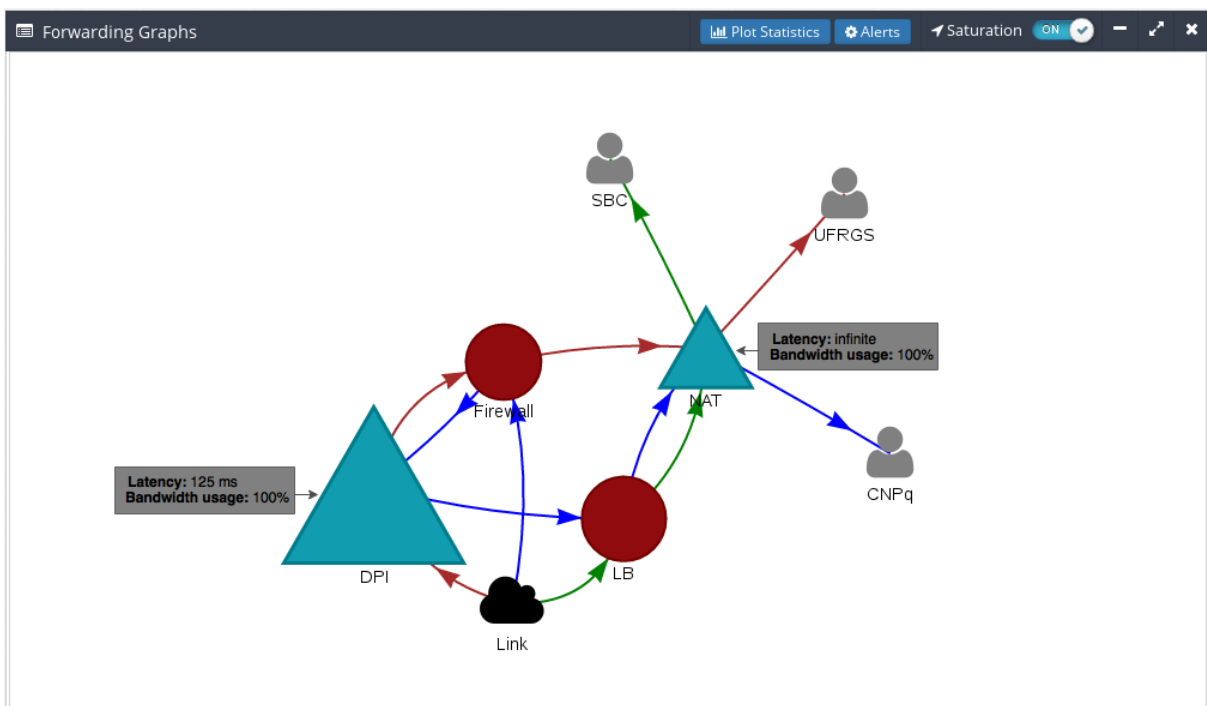 Forwarding Graphs
Plot Statistics
Alerts
Saturation
ON
SBC
UFRGS
Latency: infinite
Bandwidth usage: 100%
Firewall
NAT
Latency: 125 ms
Bandwidth usage: 100%
CNPq
DPI
LB
Link